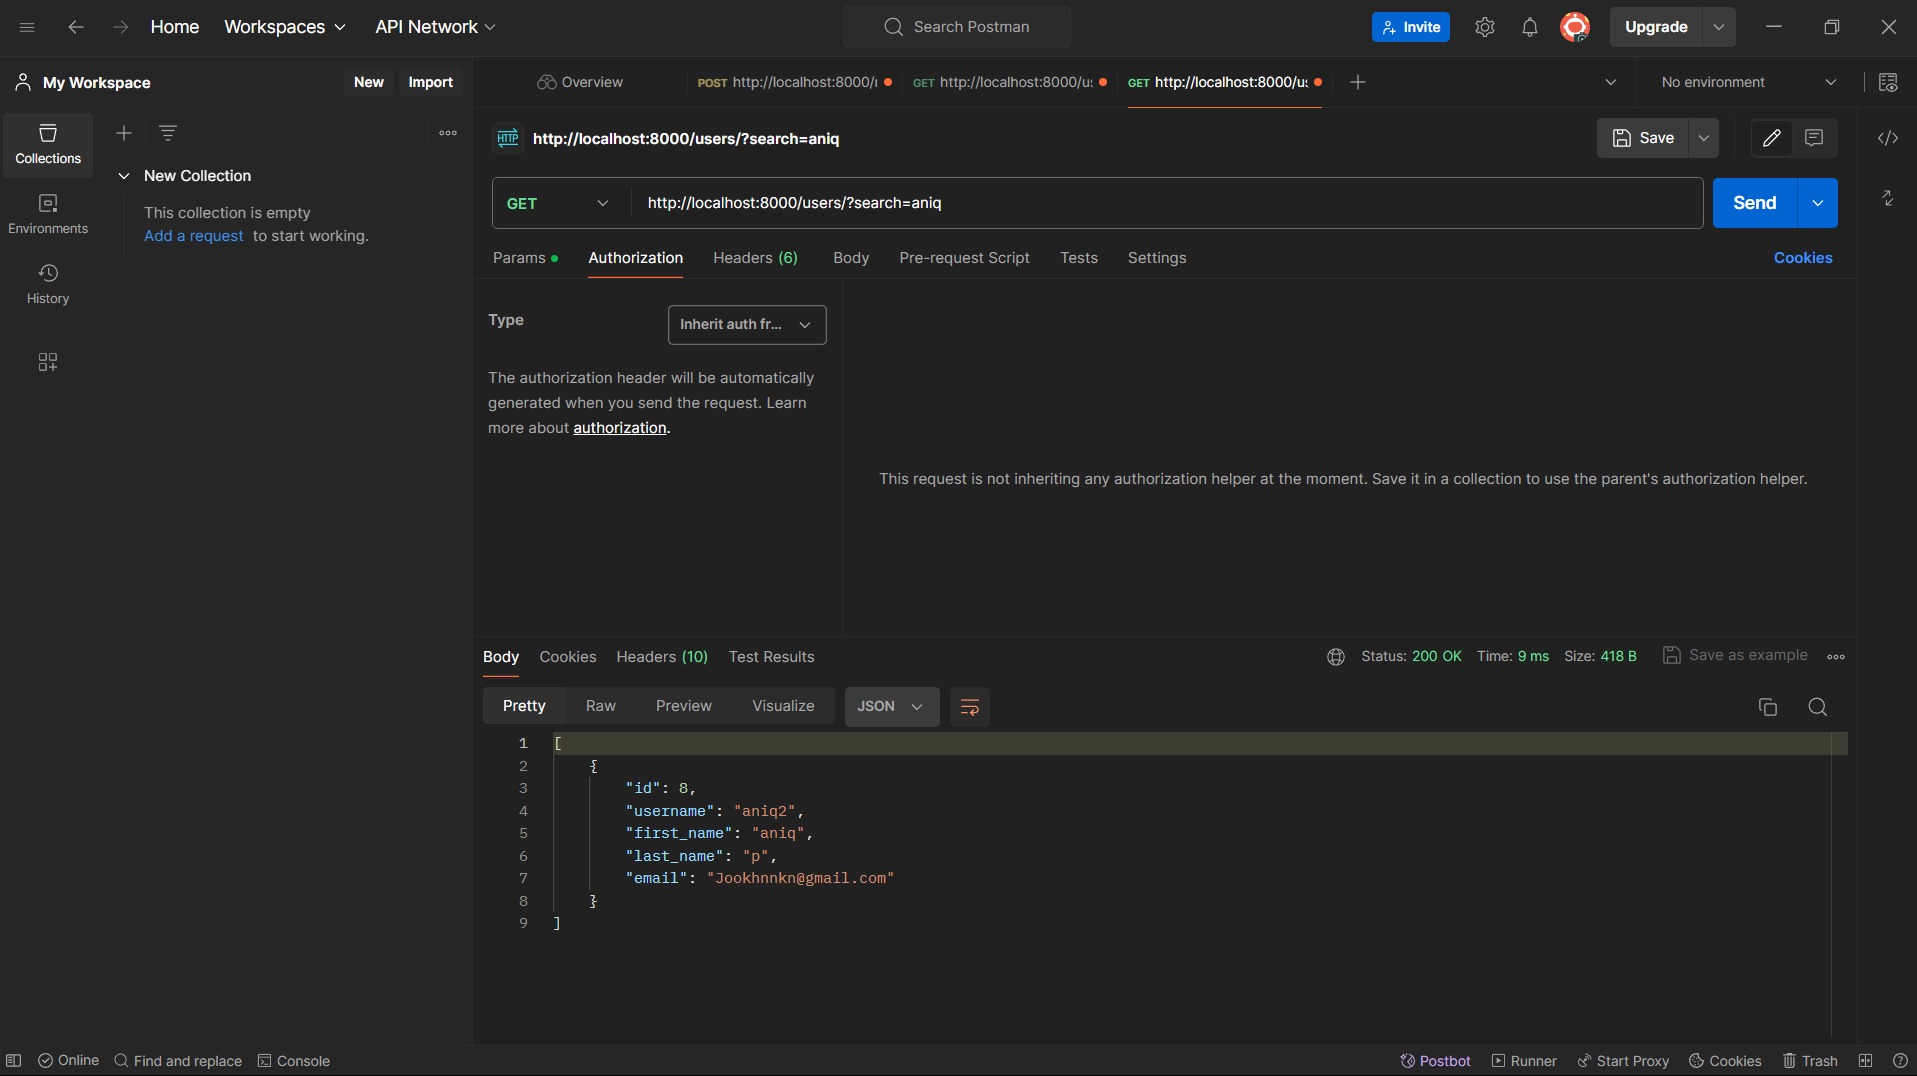 Home Workspaces API Network Search Postman Invite Upgrade
My Workspace New Import Overview POST http://localhost:8000/ GET http://localhost:8000/us GET http://localhost:8000/us No environment
Collections
Environments
History
New Collection
This collection is empty
Add a request to start working.
HTTP http://localhost:8000/users/?search=aniq Save
GET http://localhost:8000/users/?search=aniq Send
Params Authorization Headers (6) Body Pre-request Script Tests Settings Cookies
Type Inherit auth fr...
The authorization header will be automatically
generated when you send the request. Learn
more about authorization.
This request is not inheriting any authorization helper at the moment. Save it in a collection to use the parent's authorization helper.
Body Cookies Headers (10) Test Results Status: 200 OK Time: 9 ms Size: 418 B Save as example
Pretty Raw Preview Visualize JSON
1 [
2 {
3 "id": 8,
4 "username": "aniq2",
5 "first_name": "aniq",
6 "last_name": "p",
7 "email": "Jookhnnkn@gmail.com"
8 }
9 ]
Online Find and replace Console Postbot Runner Start Proxy Cookies Trash